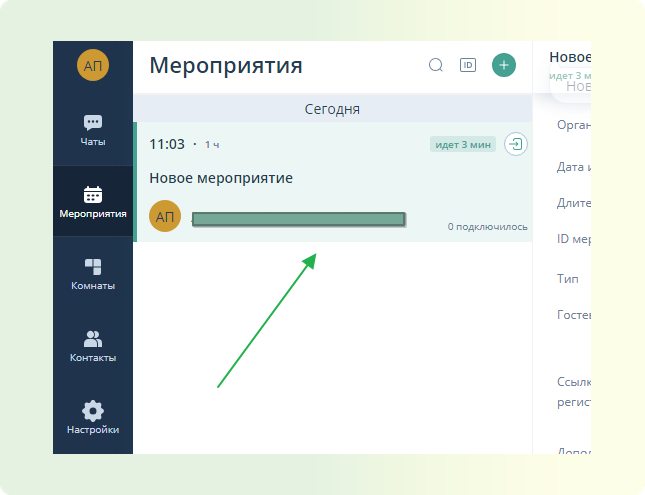 АП
Чаты
Мероприятия
Комнаты
Контакты
Настройки
Мероприятия
ID
Сегодня
11:03 · 1 ч
идет 3 мин
Новое мероприятие
АП
0 подключилось
Новое
идет 3 м
Нов
Орган
Дата и
Длите
ID мер
Тип
Госте
Ссылк
регист
Допол